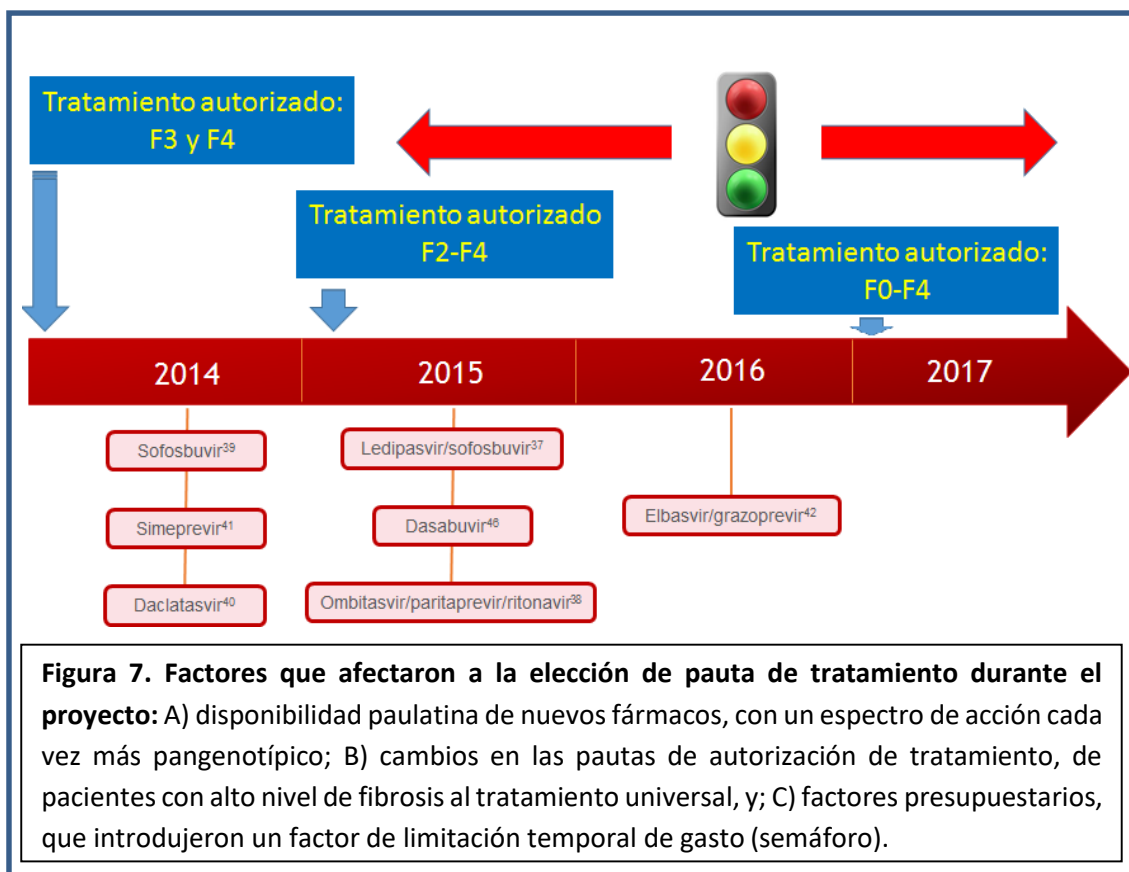 Tratamiento autorizado:
F3 y F4
Tratamiento autorizado
F2-F4
Tratamiento autorizado:
F0-F4
2014
2015
2016
2017
Sofosbuvir³⁹
Ledipasvir/sofosbuvir³⁷
Simeprevir⁴¹
Dasabuvir⁴⁶
Elbasvir/grazoprevir⁴²
Daclatasvir⁴⁰
Ombitasvir/paritaprevir/ritonavir³⁸
Figura 7. Factores que afectaron a la elección de pauta de tratamiento durante el
proyecto: A) disponibilidad paulatina de nuevos fármacos, con un espectro de acción cada
vez más pangenotípico; B) cambios en las pautas de autorización de tratamiento, de
pacientes con alto nivel de fibrosis al tratamiento universal, y; C) factores presupuestarios,
que introdujeron un factor de limitación temporal de gasto (semáforo).